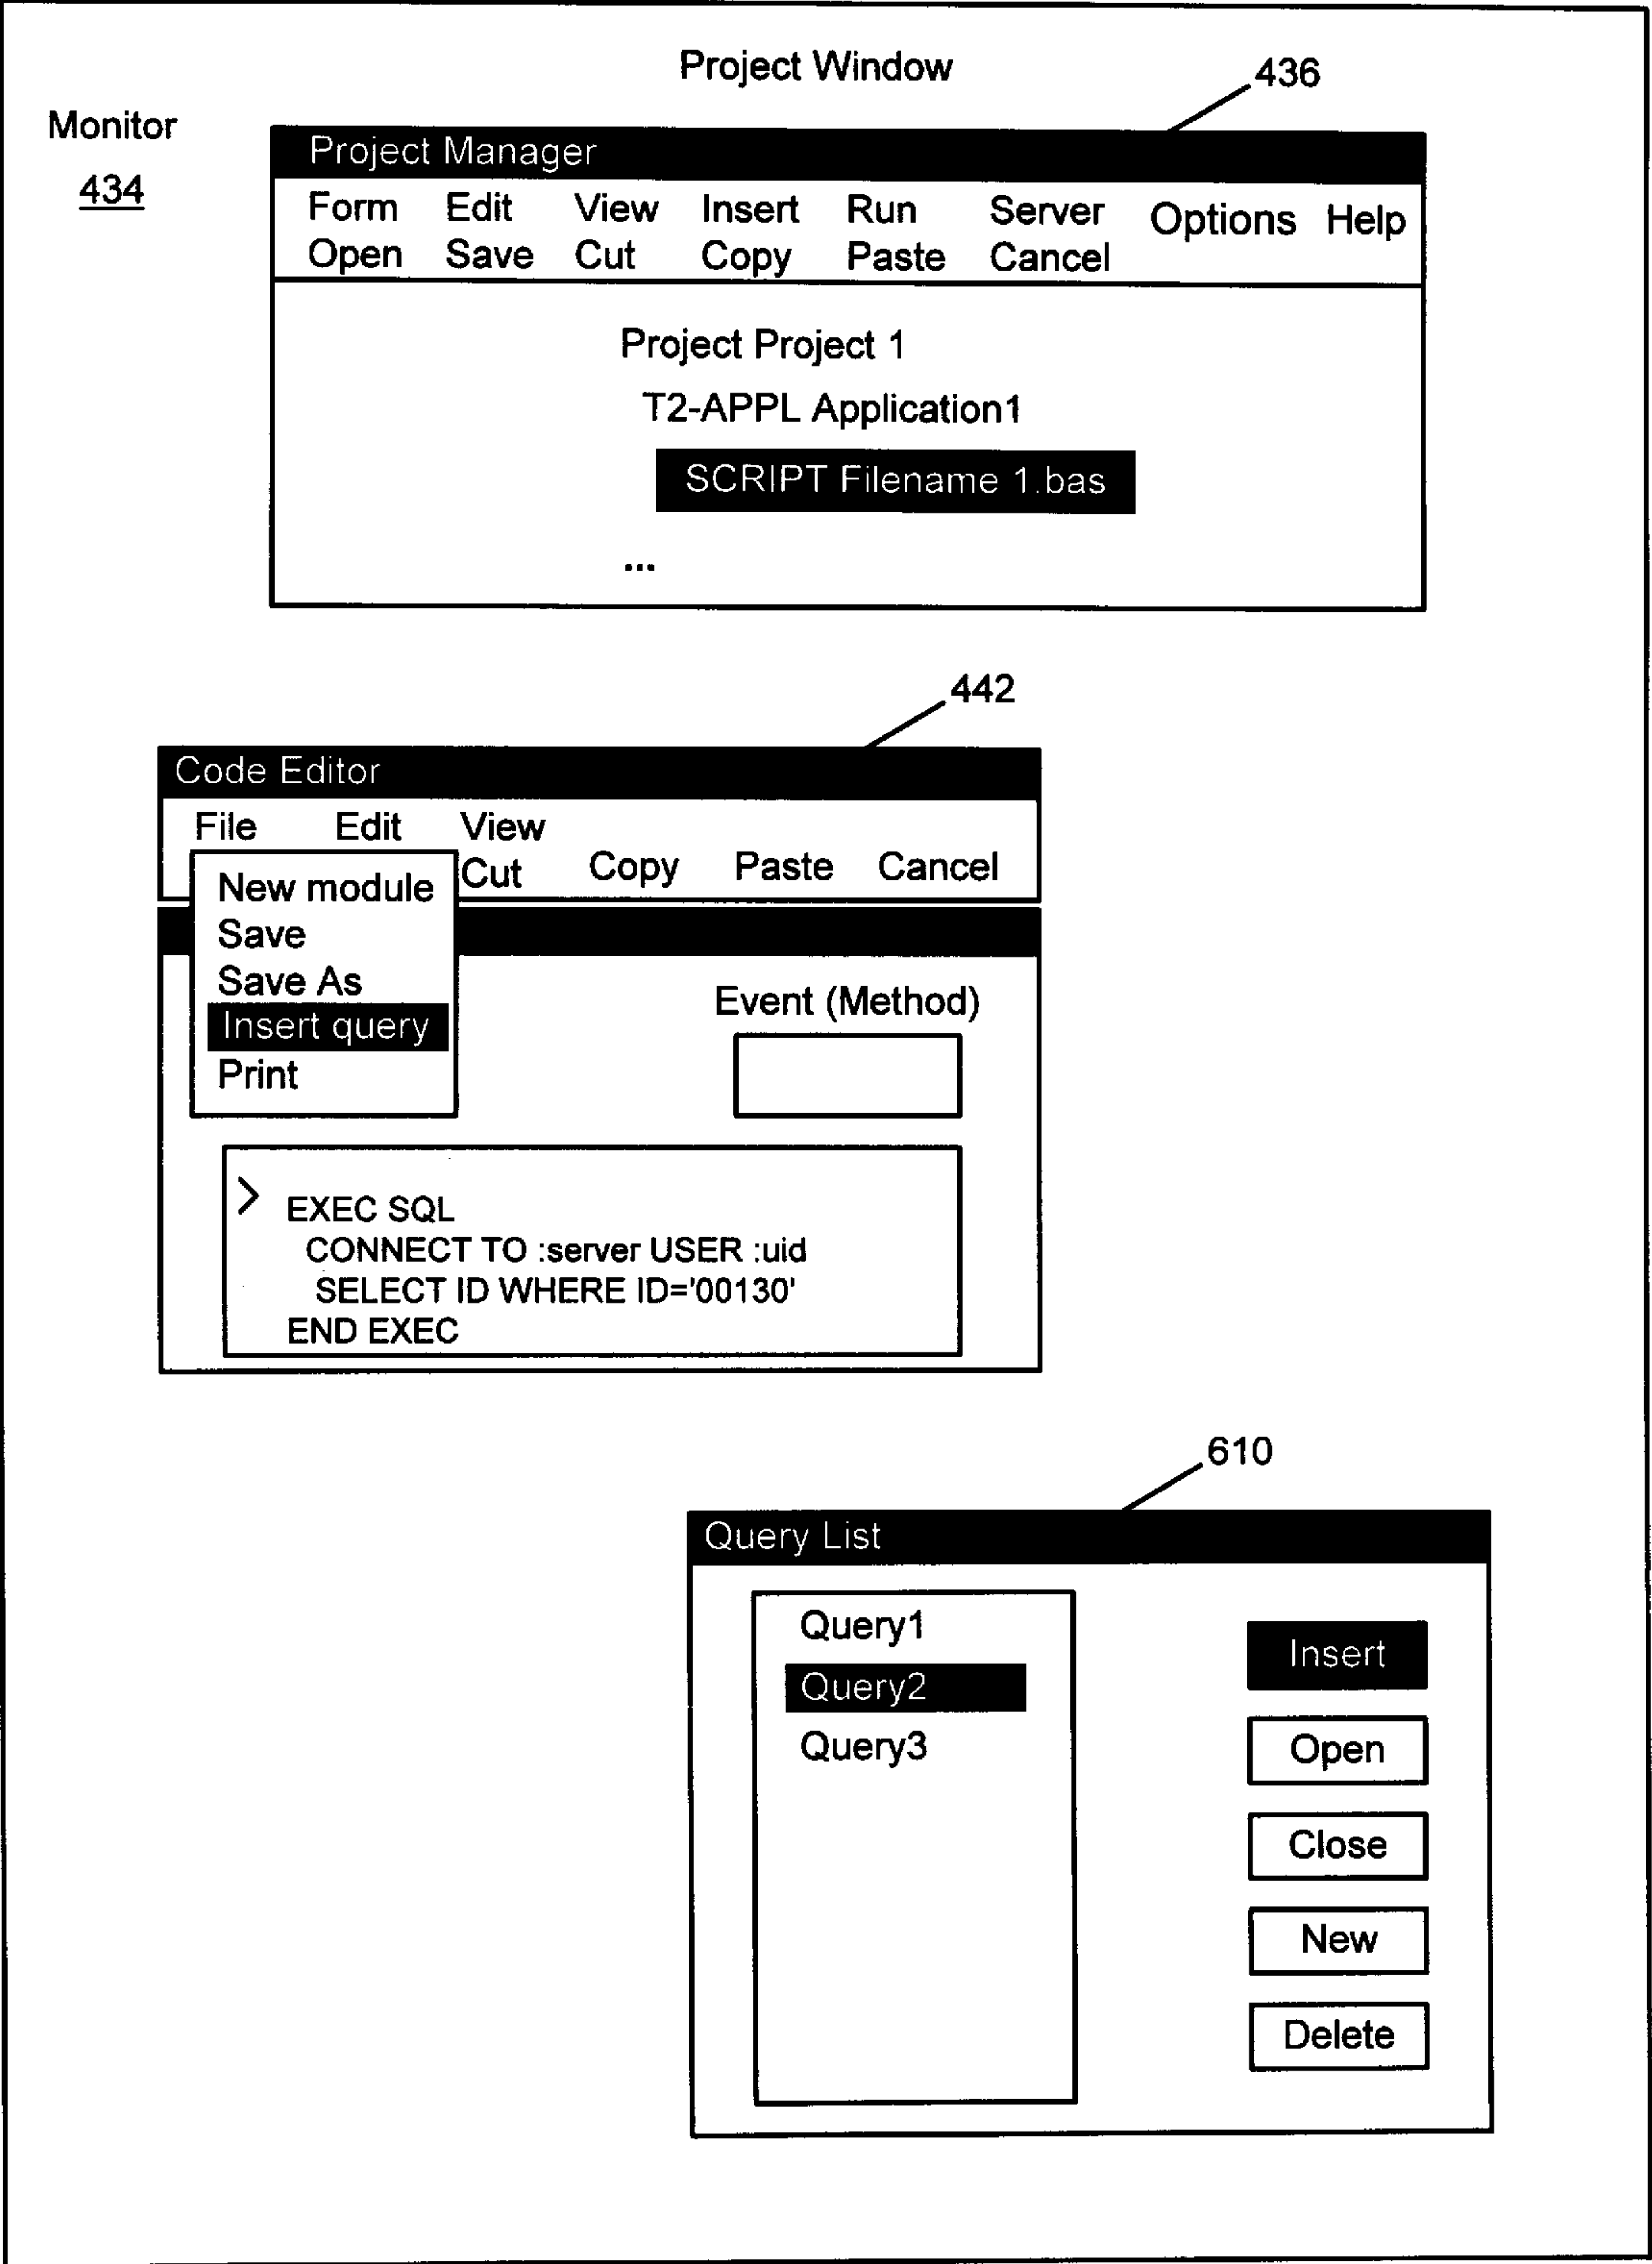 Project Window
436
Monitor
434
Project Manager
Form Edit View Insert Run Server Options Help
Open Save Cut Copy Paste Cancel
Project Project 1
T2-APPL Application1
SCRIPT Filename 1.bas
...
442
Code Editor
File Edit View
Cut Copy Paste Cancel
New module
Save
Save As
Insert query
Print
Event (Method)
>
EXEC SQL
CONNECT TO :server USER :uid
SELECT ID WHERE ID='00130'
END EXEC
610
Query List
Query1
Query2
Query3
Insert
Open
Close
New
Delete